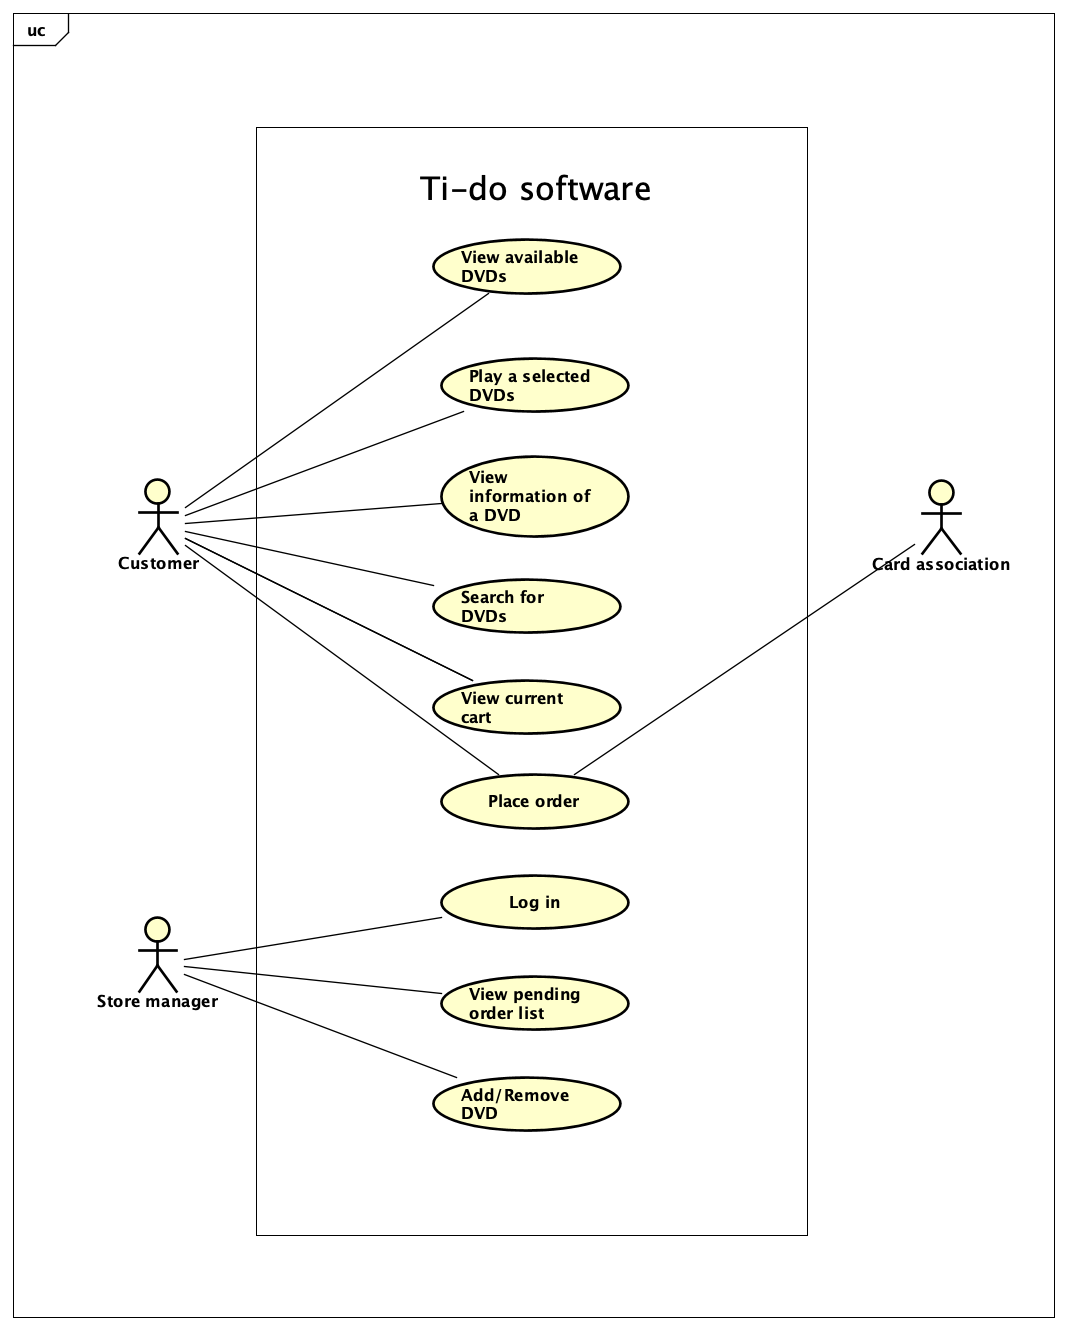 uc
Ti-do software
View available
DVDs
Play a selected
DVDs
View
information of
a DVD
Customer
Card association
Search for
DVDs
View current
cart
Place order
Log in
View pending
order list
Store manager
Add/Remove
DVD